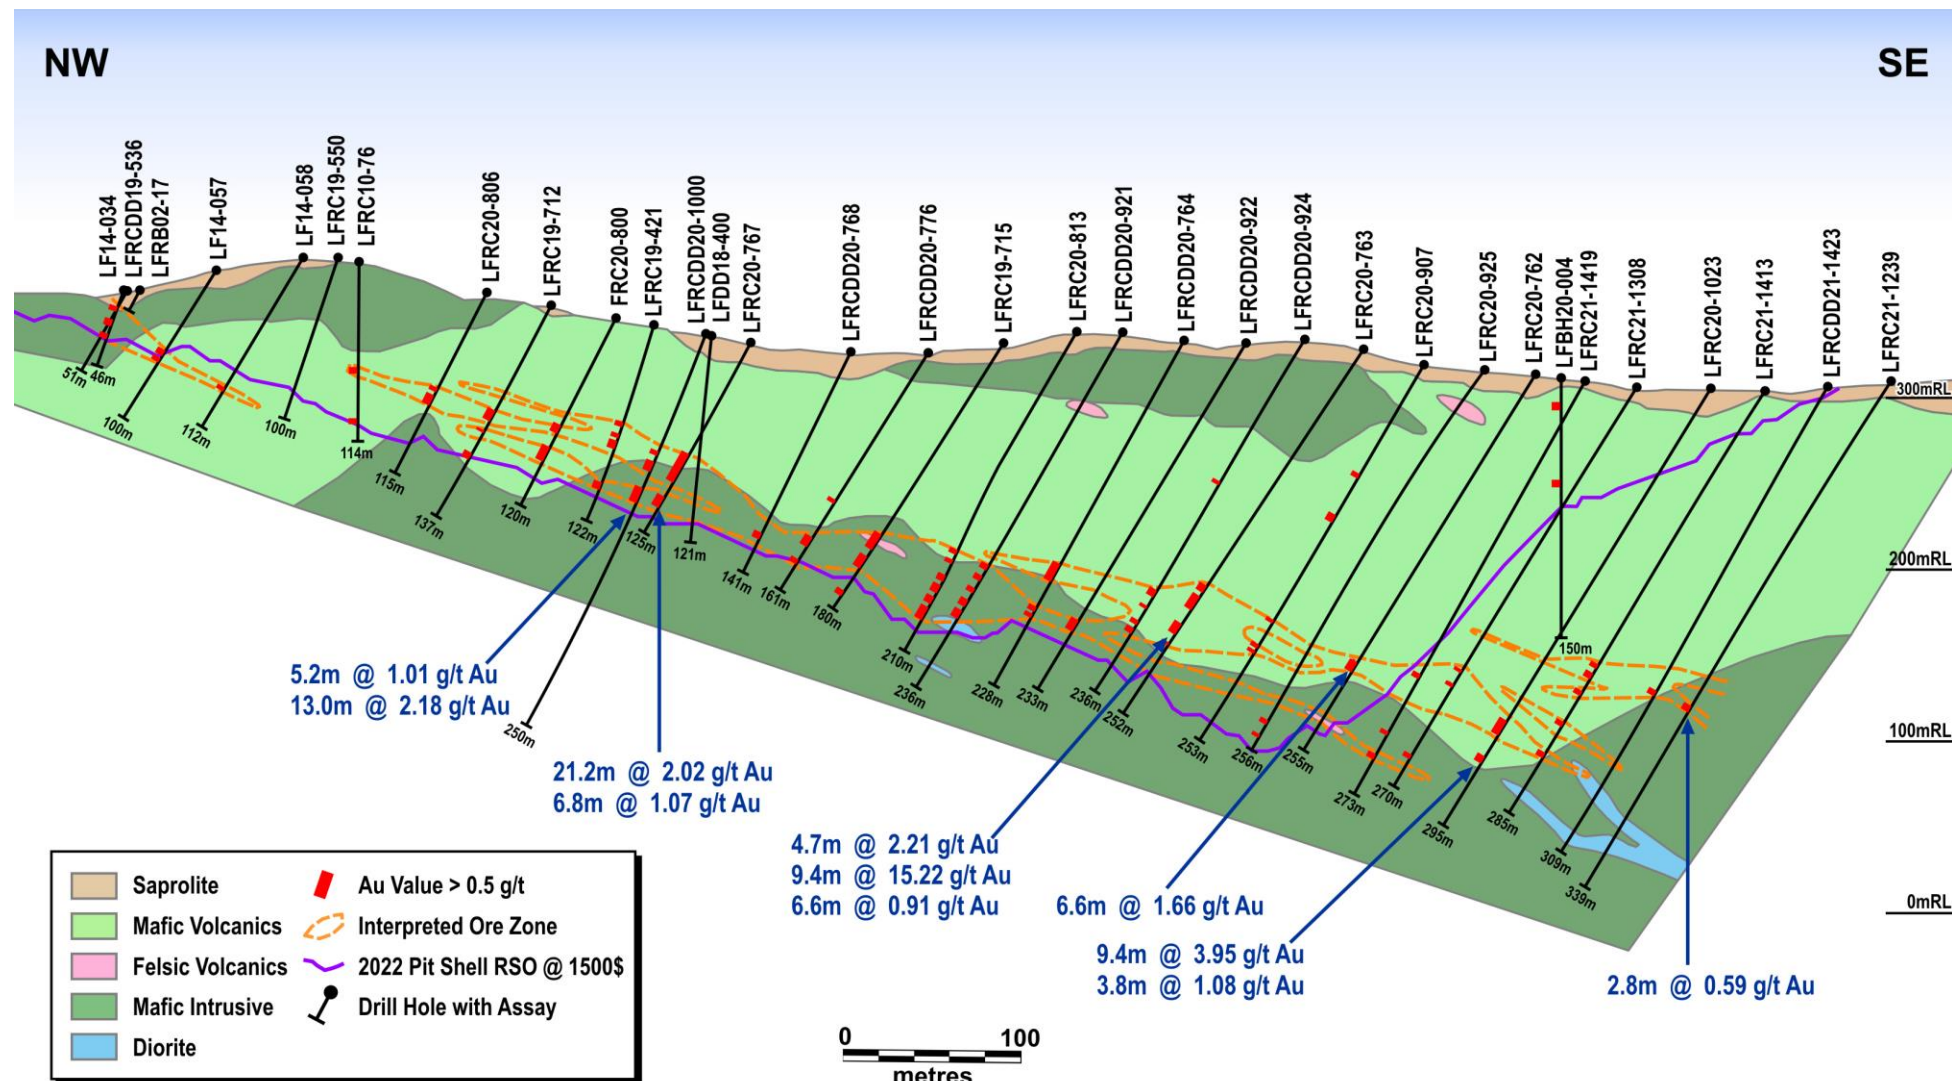 NW
SE
LF14-034
LFRCDD19-536
LFRB02-17
LF14-057
LF14-058
LFRC19-550
LFRC10-76
LFRC20-806
LFRC19-712
FRC20-800
LFRC19-421
LFRCDD20-1000
LFDD18-400
LFRC20-767
LFRCDD20-768
LFRCDD20-776
LFRC19-715
LFRC20-813
LFRCDD20-921
LFRCDD20-764
LFRCDD20-922
LFRCDD20-924
LFRC20-763
LFRC20-907
LFRC20-925
LFRC20-762
LFBH20-004
LFRC21-1419
LFRC21-1308
LFRC20-1023
LFRC21-1413
LFRCDD21-1423
LFRC21-1239
300mRL
200mRL
100mRL
0mRL
51m
46m
100m
112m
100m
114m
115m
137m
120m
122m
125m
121m
250m
141m
161m
180m
210m
236m
228m
233m
236m
252m
253m
256m
255m
273m
270m
295m
285m
150m
309m
339m
5.2m @ 1.01 g/t Au
13.0m @ 2.18 g/t Au
21.2m @ 2.02 g/t Au
6.8m @ 1.07 g/t Au
4.7m @ 2.21 g/t Au
9.4m @ 15.22 g/t Au
6.6m @ 0.91 g/t Au
6.6m @ 1.66 g/t Au
9.4m @ 3.95 g/t Au
3.8m @ 1.08 g/t Au
2.8m @ 0.59 g/t Au
Saprolite
Mafic Volcanics
Felsic Volcanics
Mafic Intrusive
Diorite
Au Value > 0.5 g/t
Interpreted Ore Zone
2022 Pit Shell RSO @ 1500$
Drill Hole with Assay
0 100
metres